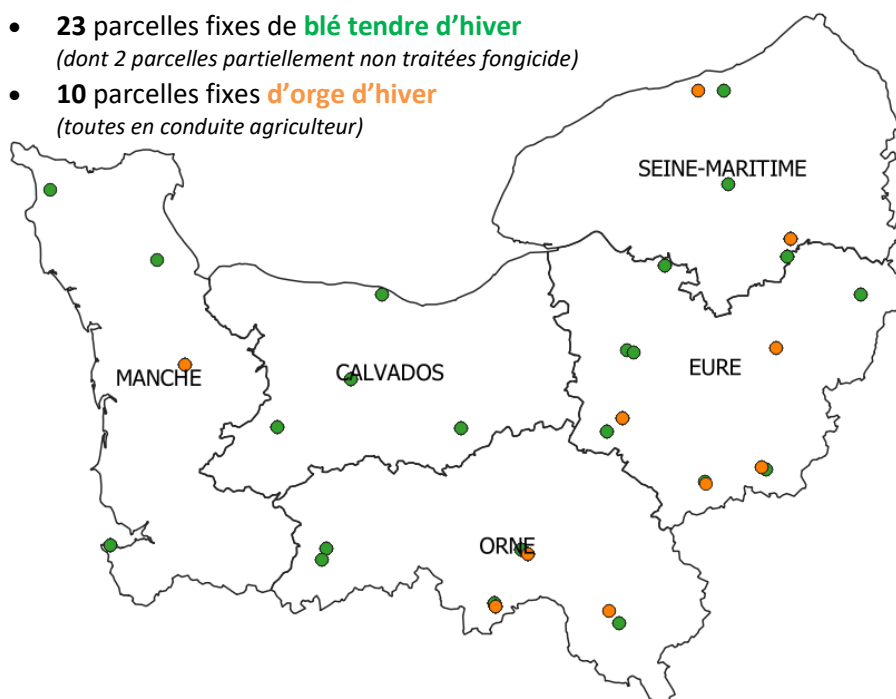 • 23 parcelles fixes de blé tendre d’hiver
(dont 2 parcelles partiellement non traitées fongicide)
• 10 parcelles fixes d’orge d’hiver
(toutes en conduite agriculteur)
SEINE-MARITIME
MANCHE
CALVADOS
EURE
ORNE